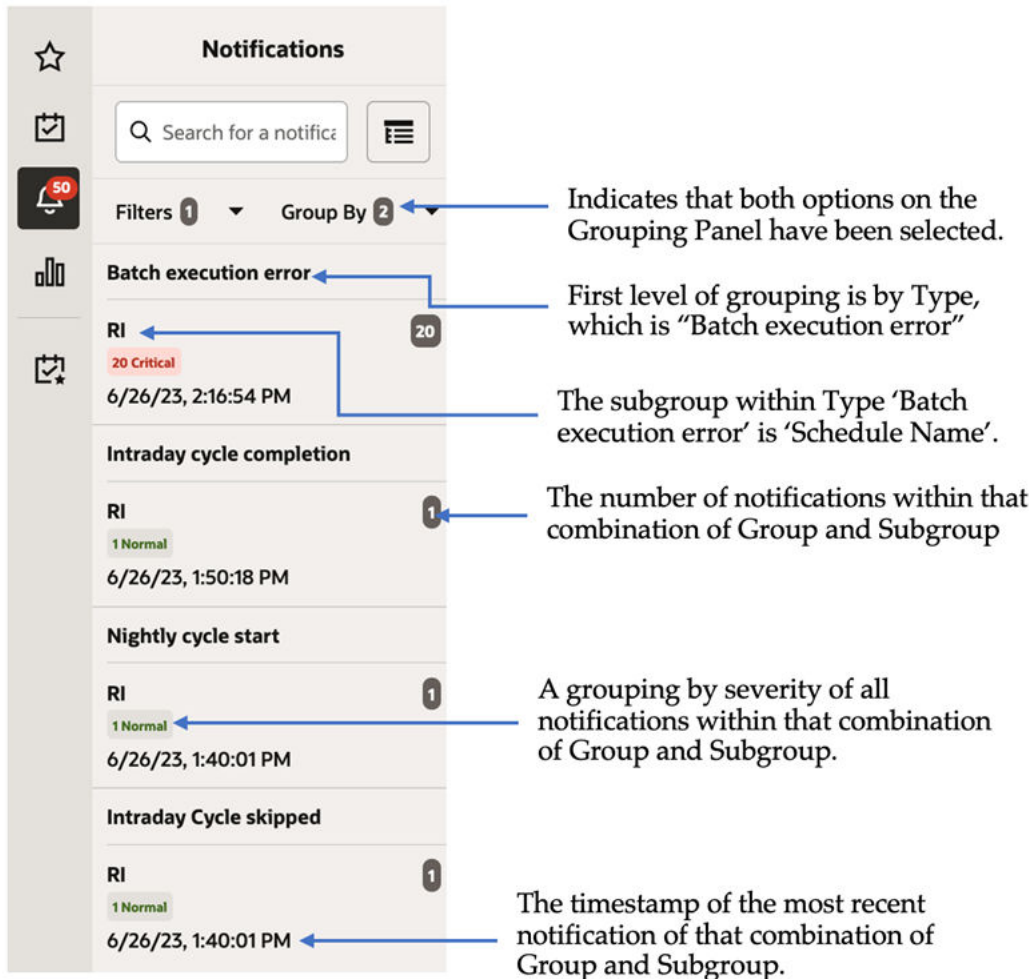 Notifications
Search for a notifica
50
Filters 1 Group By 2
Indicates that both options on the
Grouping Panel have been selected.
Batch execution error
First level of grouping is by Type,
which is “Batch execution error”
RI 20
20 Critical
6/26/23, 2:16:54 PM
The subgroup within Type ‘Batch
execution error’ is ‘Schedule Name’.
Intraday cycle completion
RI 1
1 Normal
6/26/23, 1:50:18 PM
The number of notifications within that
combination of Group and Subgroup
Nightly cycle start
RI 1
1 Normal
6/26/23, 1:40:01 PM
A grouping by severity of all
notifications within that combination
of Group and Subgroup.
Intraday Cycle skipped
RI 1
1 Normal
6/26/23, 1:40:01 PM
The timestamp of the most recent
notification of that combination of
Group and Subgroup.